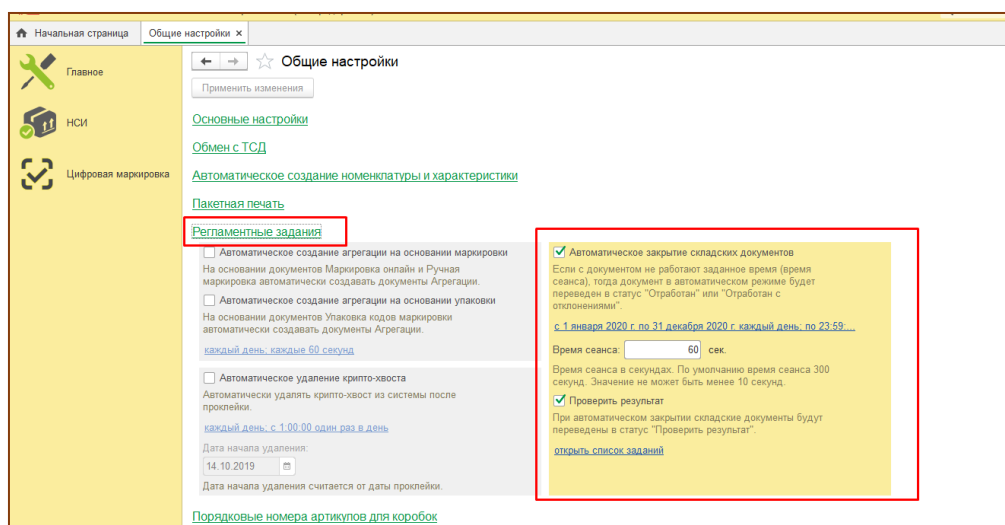 Начальная страница
Общие настройки ×
Главное
НСИ
Цифровая маркировка
Общие настройки
Применить изменения
Основные настройки
Обмен с ТСД
Автоматическое создание номенклатуры и характеристики
Пакетная печать
Регламентные задания
Автоматическое создание агрегации на основании маркировки
На основании документов Маркировка онлайн и Ручная
маркировка автоматически создавать документы Агрегации.
Автоматическое создание агрегации на основании упаковки
На основании документов Упаковка кодов маркировки
автоматически создавать документы Агрегации.
каждый день; каждые 60 секунд
Автоматическое удаление крипто-хвоста
Автоматически удалять крипто-хвост из системы после
проклейки.
каждый день; с 1:00:00 один раз в день
Дата начала удаления:
14.10.2019
Дата начала удаления считается от даты проклейки.
Автоматическое закрытие складских документов
Если с документом не работают заданное время (время
сеанса), тогда документ в автоматическом режиме будет
переведен в статус "Отработан" или "Отработан с
отклонениями".
с 1 января 2020 г. по 31 декабря 2020 г. каждый день; по 23:59:...
Время сеанса: 60 сек.
Время сеанса в секундах. По умолчанию время сеанса 300
секунд. Значение не может быть менее 10 секунд.
Проверить результат
При автоматическом закрытии складские документы будут
переведены в статус "Проверить результат".
открыть список заданий
Порядковые номера артикулов для коробок